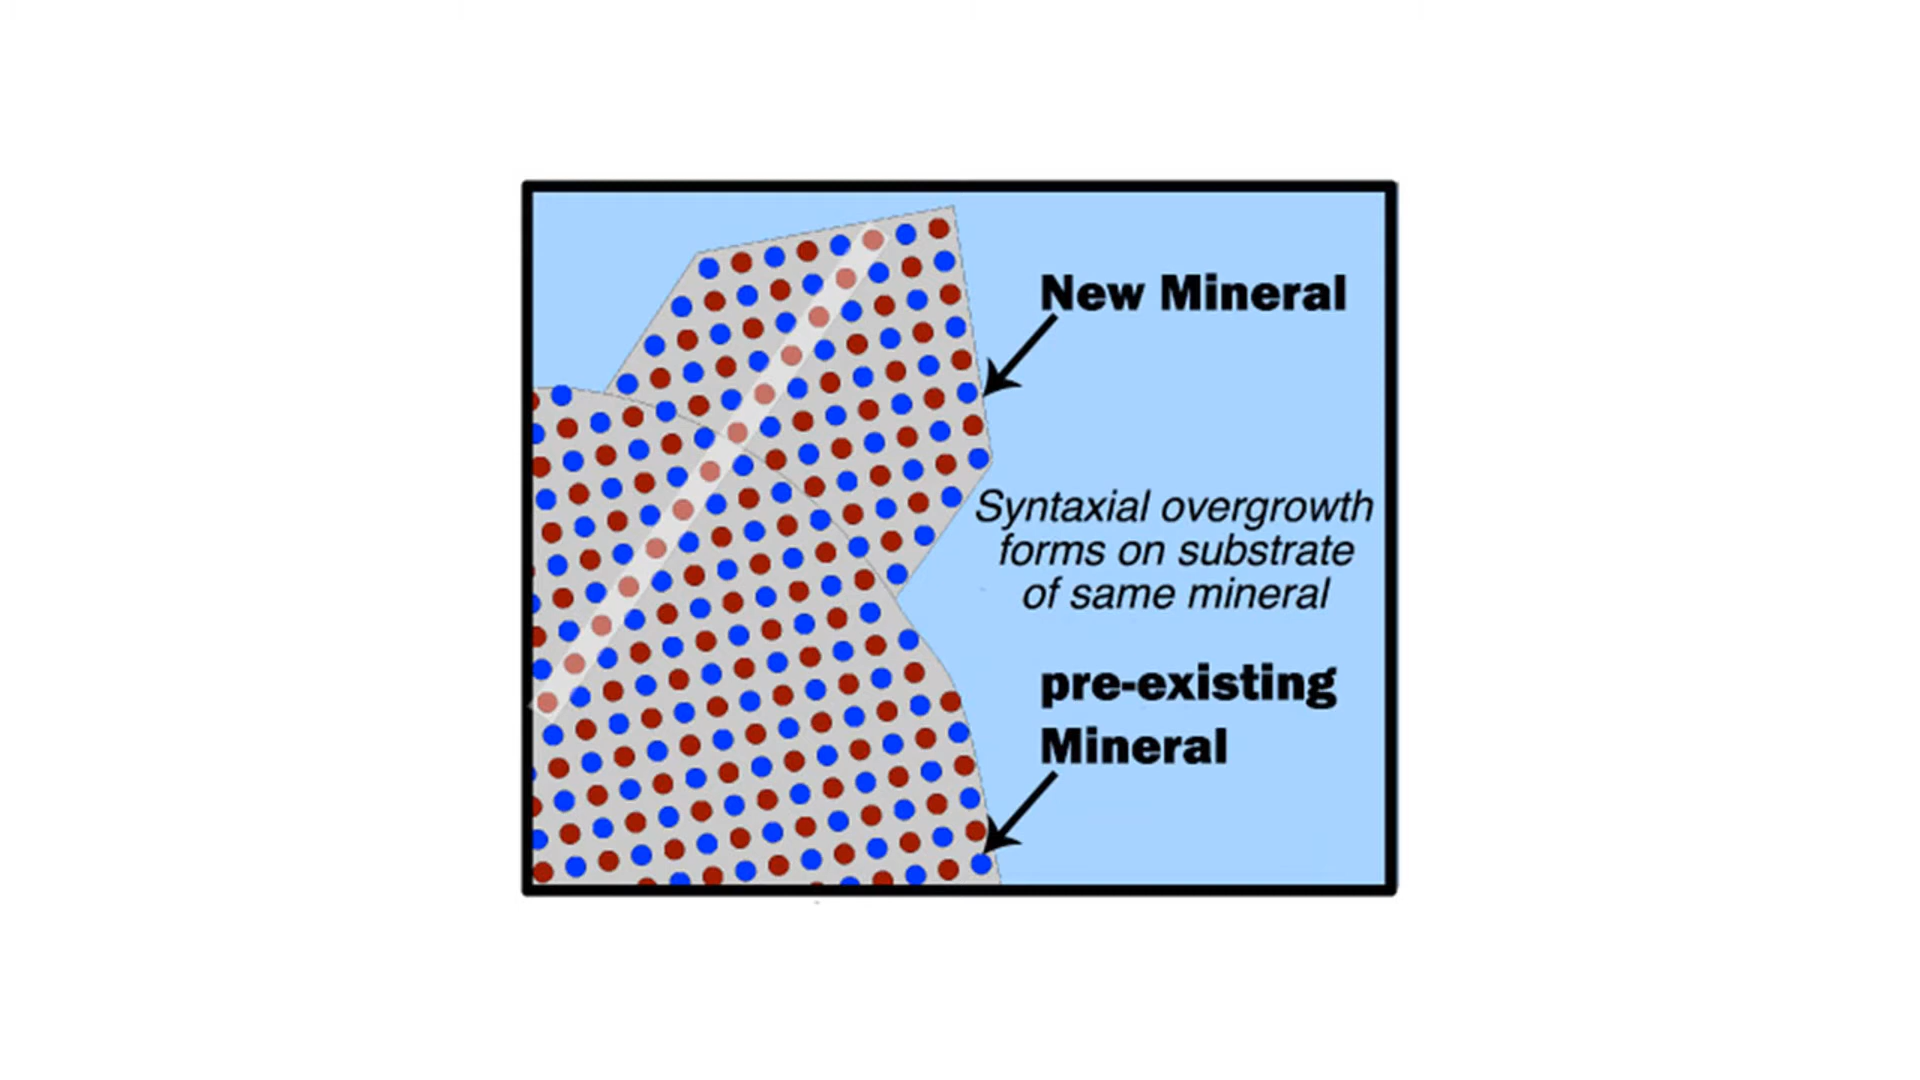 New Mineral
Syntaxial overgrowth
forms on substrate
of same mineral
pre-existing
Mineral